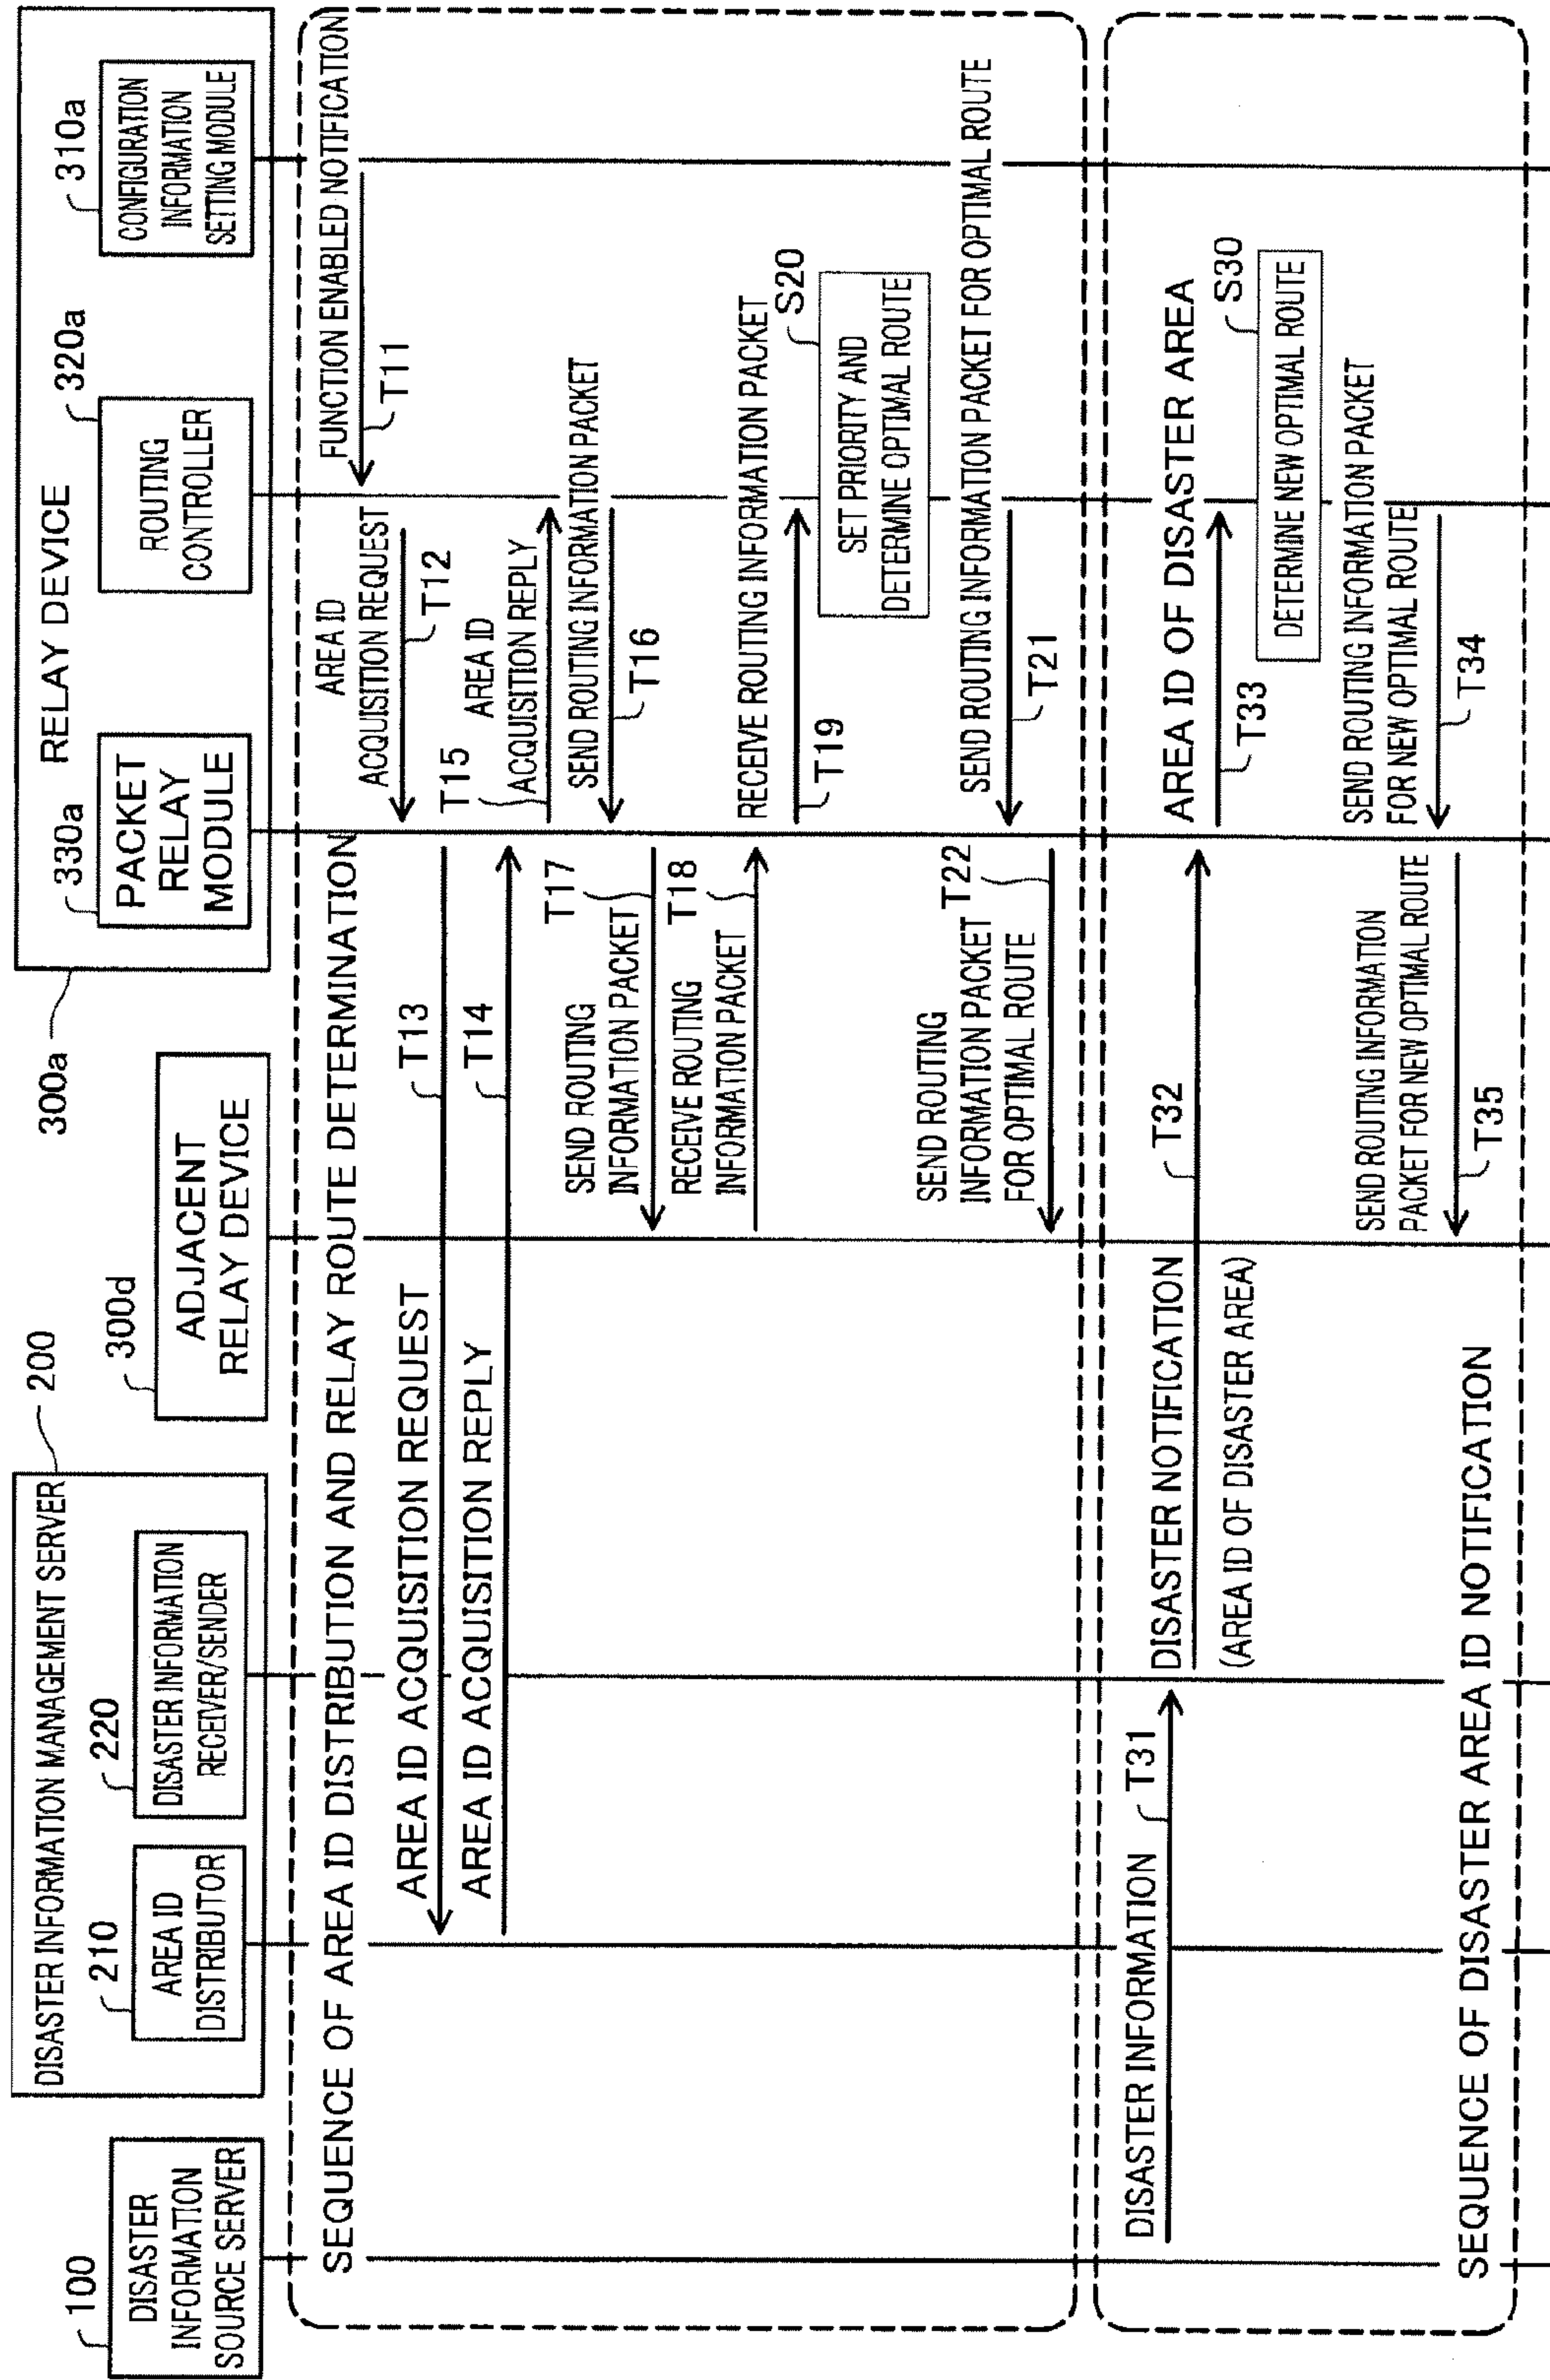 100
DISASTER
INFORMATION
SOURCE SERVER
DISASTER INFORMATION MANAGEMENT SERVER
200
210
AREA ID
DISTRIBUTOR
220
DISASTER INFORMATION
RECEIVER/SENDER
300d
ADJACENT
RELAY DEVICE
300a
RELAY DEVICE
330a
PACKET
RELAY
MODULE
320a
ROUTING
CONTROLLER
310a
CONFIGURATION
INFORMATION
SETTING MODULE
SEQUENCE OF AREA ID DISTRIBUTION AND RELAY ROUTE DETERMINATION
FUNCTION ENABLED NOTIFICATION
T11
AREA ID
ACQUISITION REQUEST
T12
AREA ID ACQUISITION REQUEST
T13
AREA ID ACQUISITION REPLY
T14
T15
AREA ID
ACQUISITION REPLY
SEND ROUTING INFORMATION PACKET
T16
SEND ROUTING
INFORMATION PACKET
T17
RECEIVE ROUTING
INFORMATION PACKET
T18
RECEIVE ROUTING INFORMATION PACKET
T19
S20
SET PRIORITY AND
DETERMINE OPTIMAL ROUTE
SEND ROUTING INFORMATION PACKET FOR OPTIMAL ROUTE
T21
SEND ROUTING
INFORMATION PACKET
FOR OPTIMAL ROUTE
T22
DISASTER INFORMATION
T31
DISASTER NOTIFICATION
(AREA ID OF DISASTER AREA)
T32
AREA ID OF DISASTER AREA
T33
S30
DETERMINE NEW OPTIMAL ROUTE
SEND ROUTING INFORMATION PACKET
FOR NEW OPTIMAL ROUTE
T34
SEND ROUTING INFORMATION
PACKET FOR NEW OPTIMAL ROUTE
T35
SEQUENCE OF DISASTER AREA ID NOTIFICATION